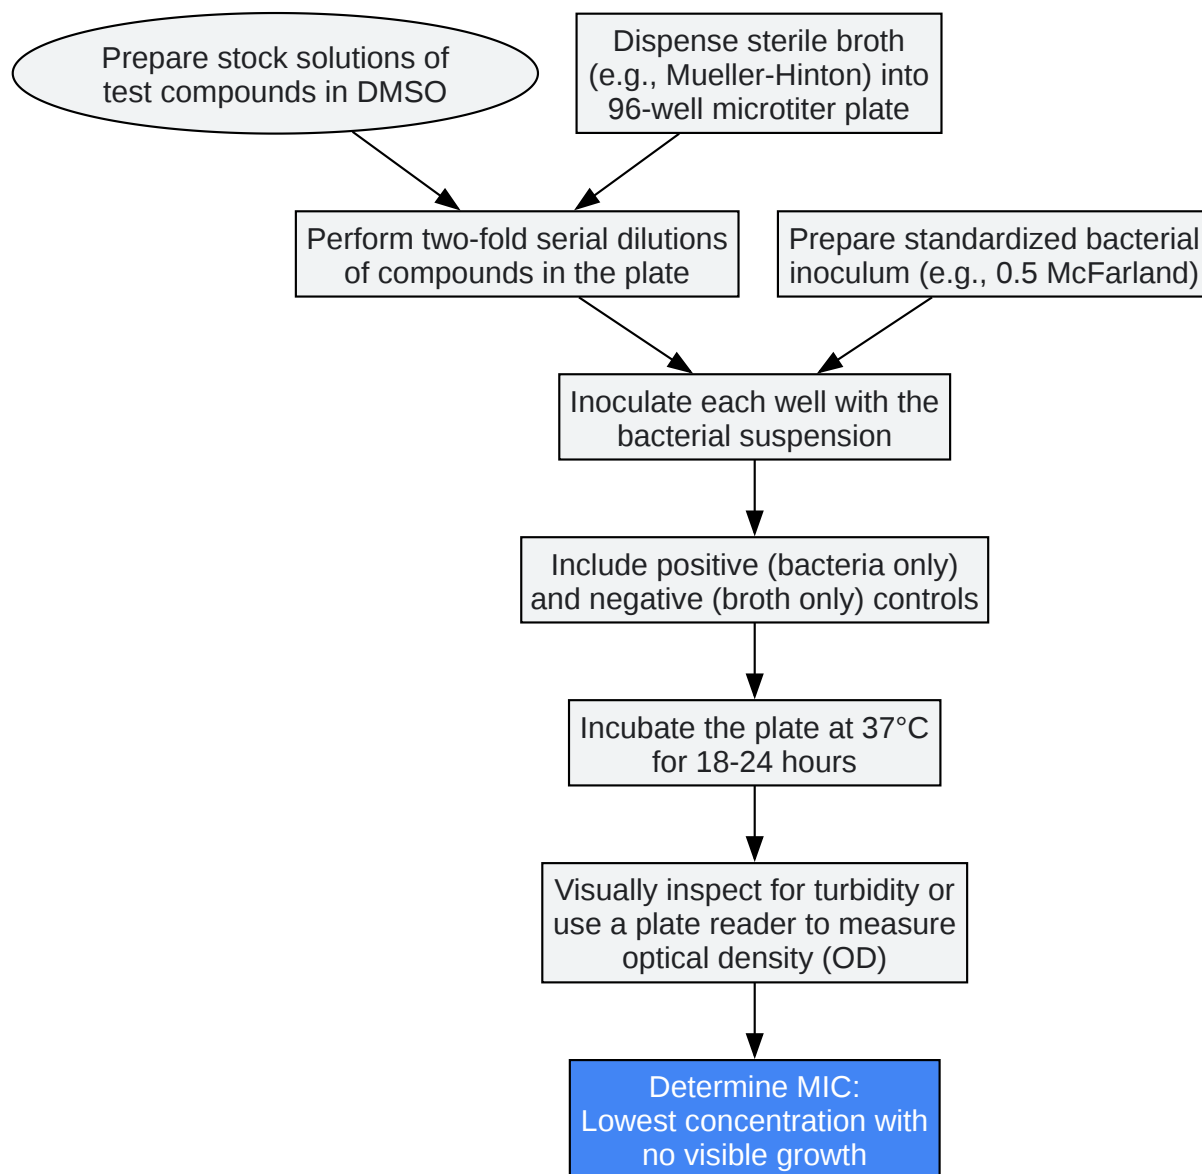 Prepare stock solutions of
test compounds in DMSO
Dispense sterile broth
(e.g., Mueller-Hinton) into
96-well microtiter plate
Perform two-fold serial dilutions
of compounds in the plate
Prepare standardized bacterial
inoculum (e.g., 0.5 McFarland)
Inoculate each well with the
bacterial suspension
Include positive (bacteria only)
and negative (broth only) controls
Incubate the plate at 37°C
for 18-24 hours
Visually inspect for turbidity or
use a plate reader to measure
optical density (OD)
Determine MIC:
Lowest concentration with
no visible growth